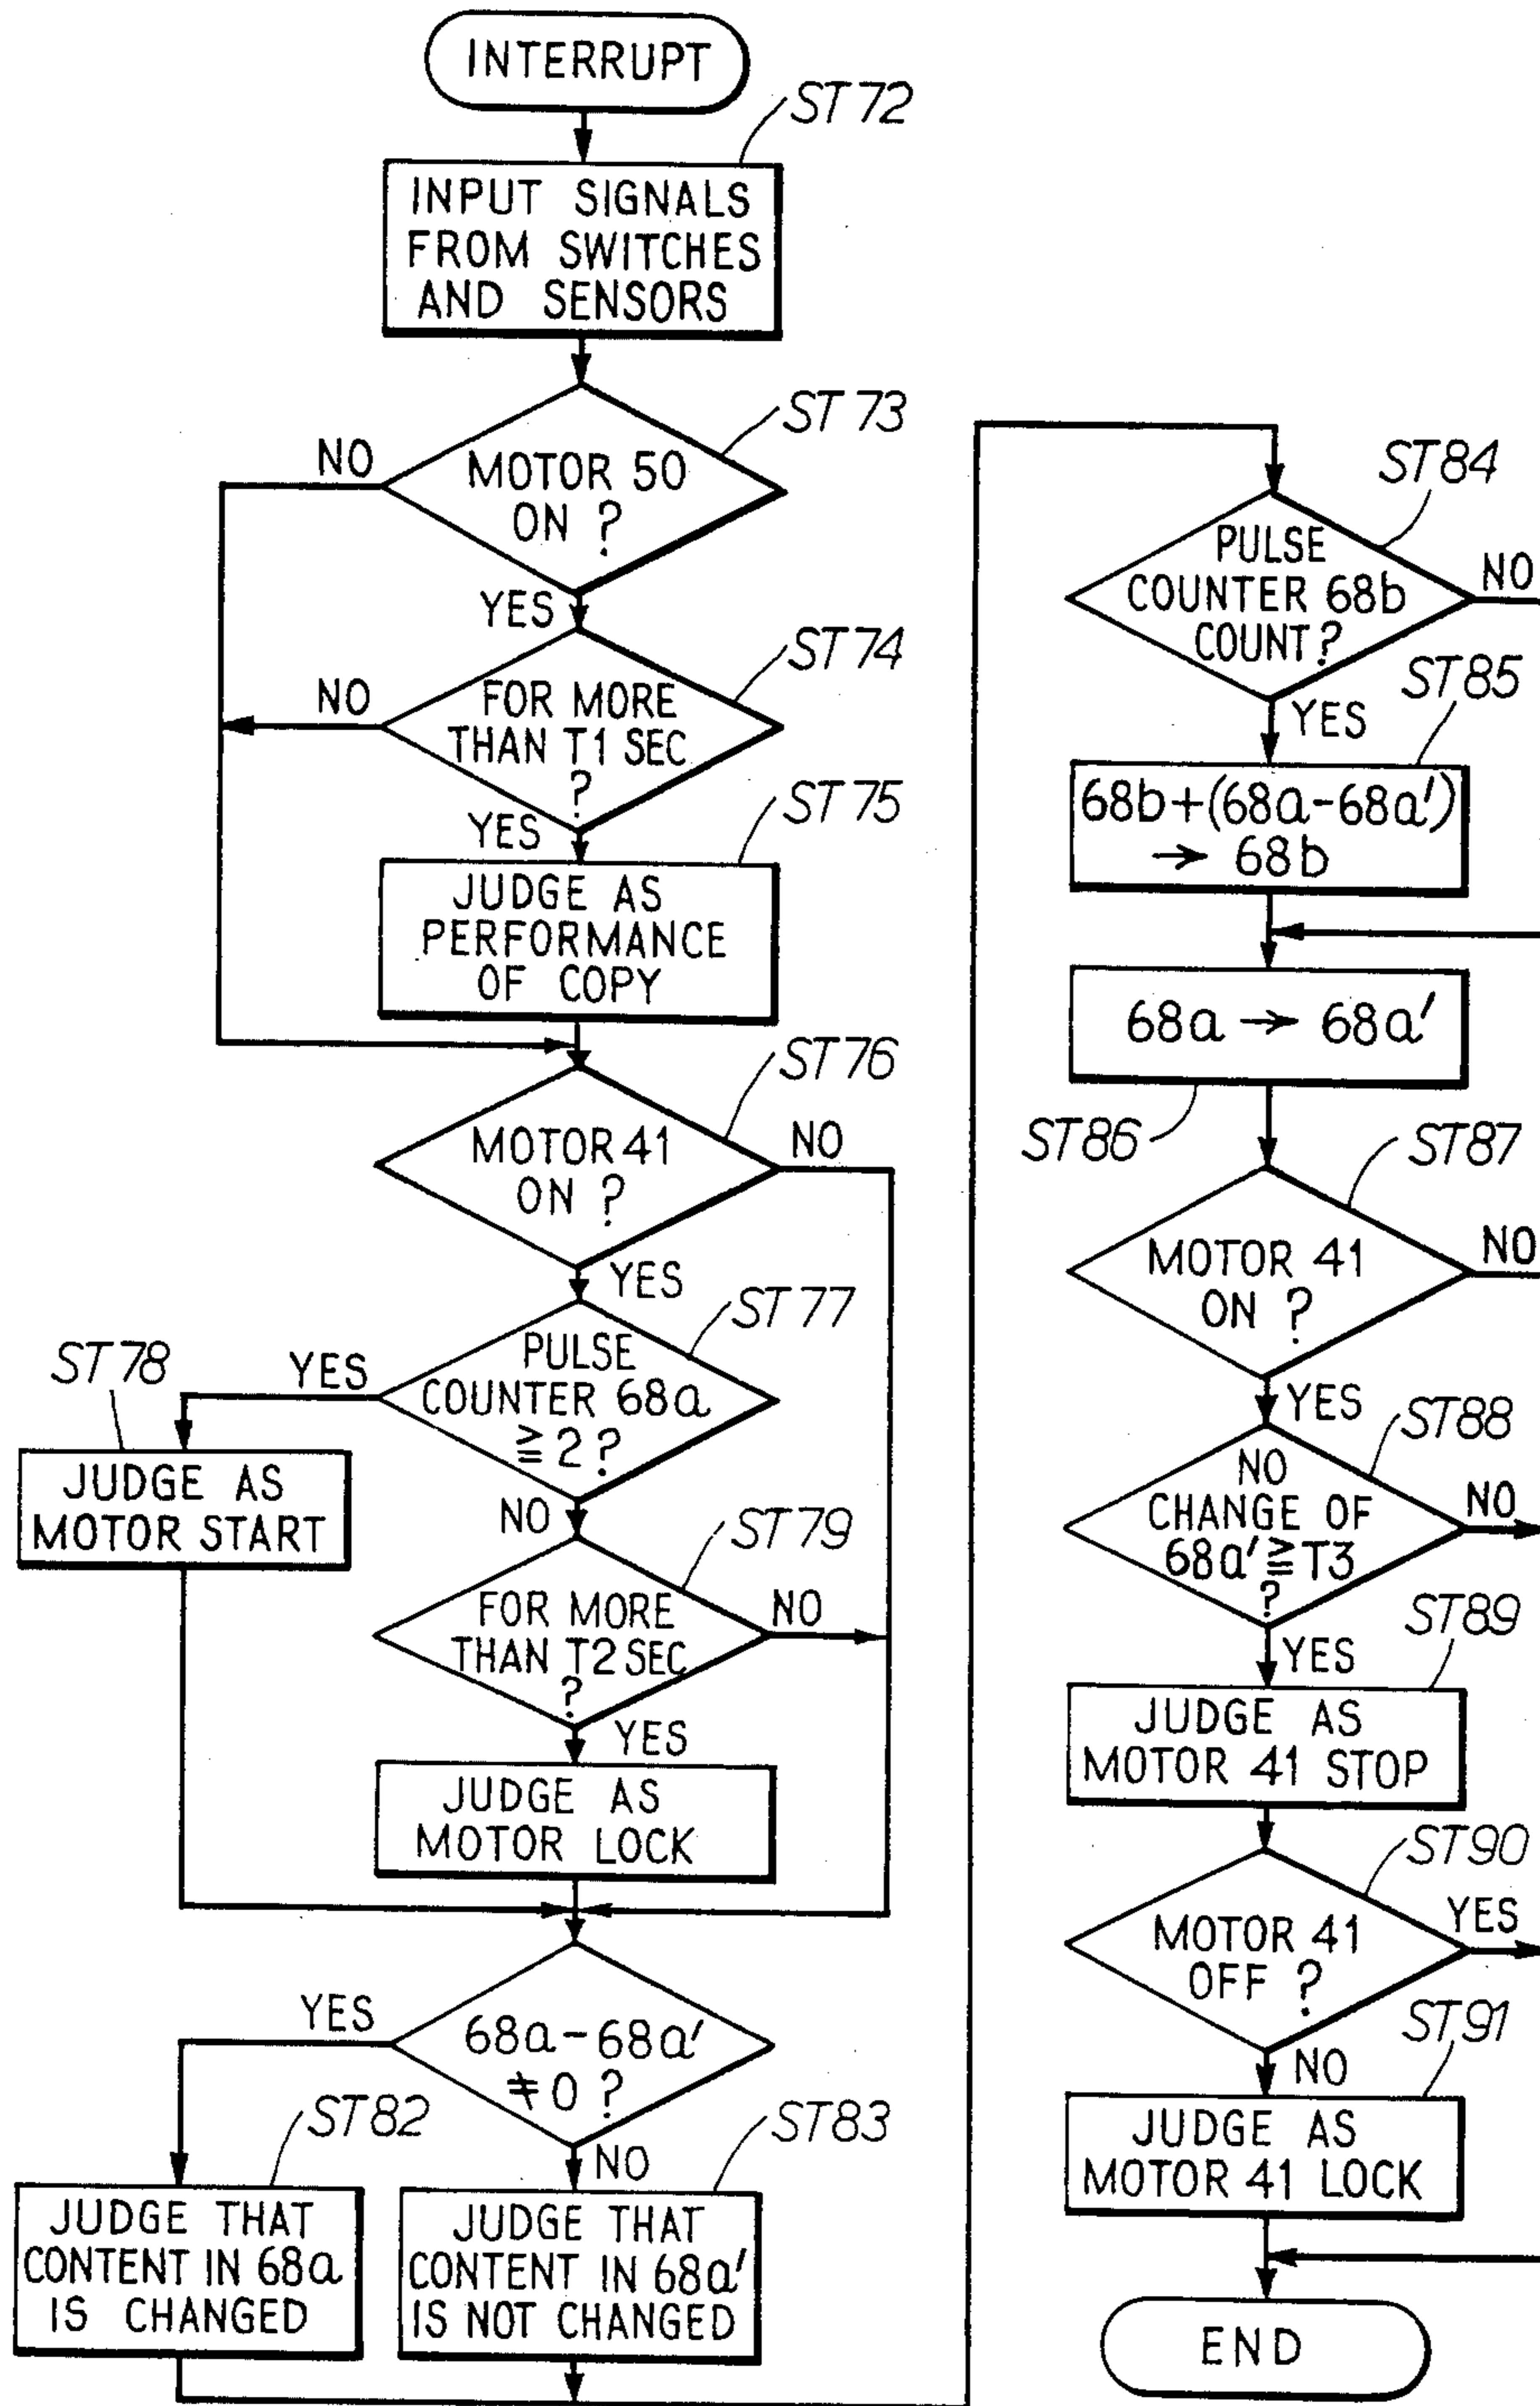 INTERRUPT
ST72
INPUT SIGNALS
FROM SWITCHES
AND SENSORS
ST73
NO
MOTOR 50
ON ?
YES
ST74
NO
FOR MORE
THAN T1 SEC
?
YES
ST75
JUDGE AS
PERFORMANCE
OF COPY
ST76
MOTOR 41
ON ?
NO
YES
ST77
PULSE
COUNTER 68a
≧ 2 ?
YES
ST78
JUDGE AS
MOTOR START
NO
ST79
FOR MORE
THAN T2 SEC
?
NO
YES
JUDGE AS
MOTOR LOCK
YES
68a - 68a'
≠ 0 ?
NO
ST82
JUDGE THAT
CONTENT IN 68a
IS CHANGED
ST83
JUDGE THAT
CONTENT IN 68a'
IS NOT CHANGED
ST84
PULSE
COUNTER 68b
COUNT ?
NO
YES
ST85
68b+(68a-68a')
→ 68b
68a → 68a'
ST86
ST87
MOTOR 41
ON ?
NO
YES
ST88
NO
CHANGE OF
68a' ≧ T3
?
NO
YES
ST89
JUDGE AS
MOTOR 41 STOP
ST90
MOTOR 41
OFF ?
YES
NO
ST91
JUDGE AS
MOTOR 41 LOCK
END